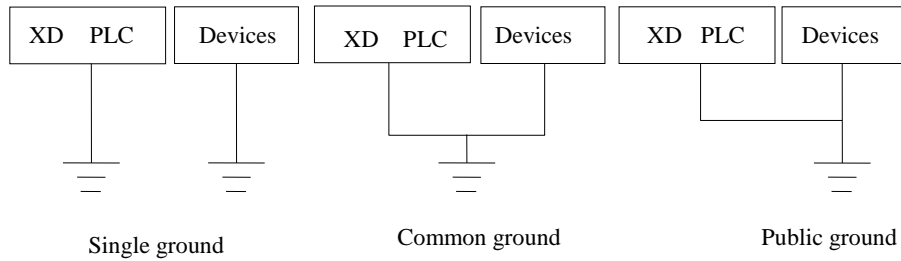 XD PLC Devices XD PLC Devices XD PLC Devices
Single ground Common ground Public ground